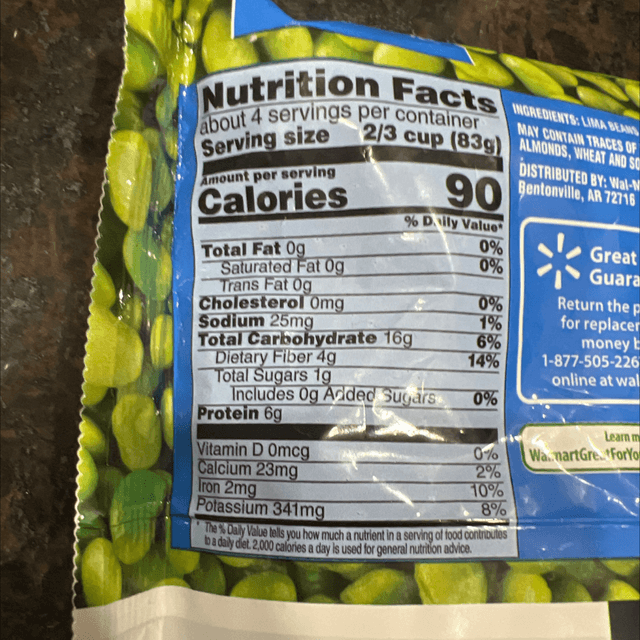 Nutrition Facts
about 4 servings per container
Serving size 2/3 cup (83g)
Amount per serving
Calories 90
% Daily Value*
Total Fat 0g 0%
Saturated Fat 0g 0%
Trans Fat 0g
Cholesterol 0mg 0%
Sodium 25mg 1%
Total Carbohydrate 16g 6%
Dietary Fiber 4g 14%
Total Sugars 1g
Includes 0g Added Sugars 0%
Protein 6g
Vitamin D 0mcg 0%
Calcium 23mg 2%
Iron 2mg 10%
Potassium 341mg 8%
* The % Daily Value tells you how much a nutrient in a serving of food contributes
to a daily diet. 2,000 calories a day is used for general nutrition advice.
INGREDIENTS: LIMA BEANS
MAY CONTAIN TRACES OF
ALMONDS, WHEAT AND SO
DISTRIBUTED BY: Wal-M
Bentonville, AR 72716
Great
Guara
Return the p
for replacem
money b
1-877-505-226
online at wal
Learn m
WalmartGreatForYo